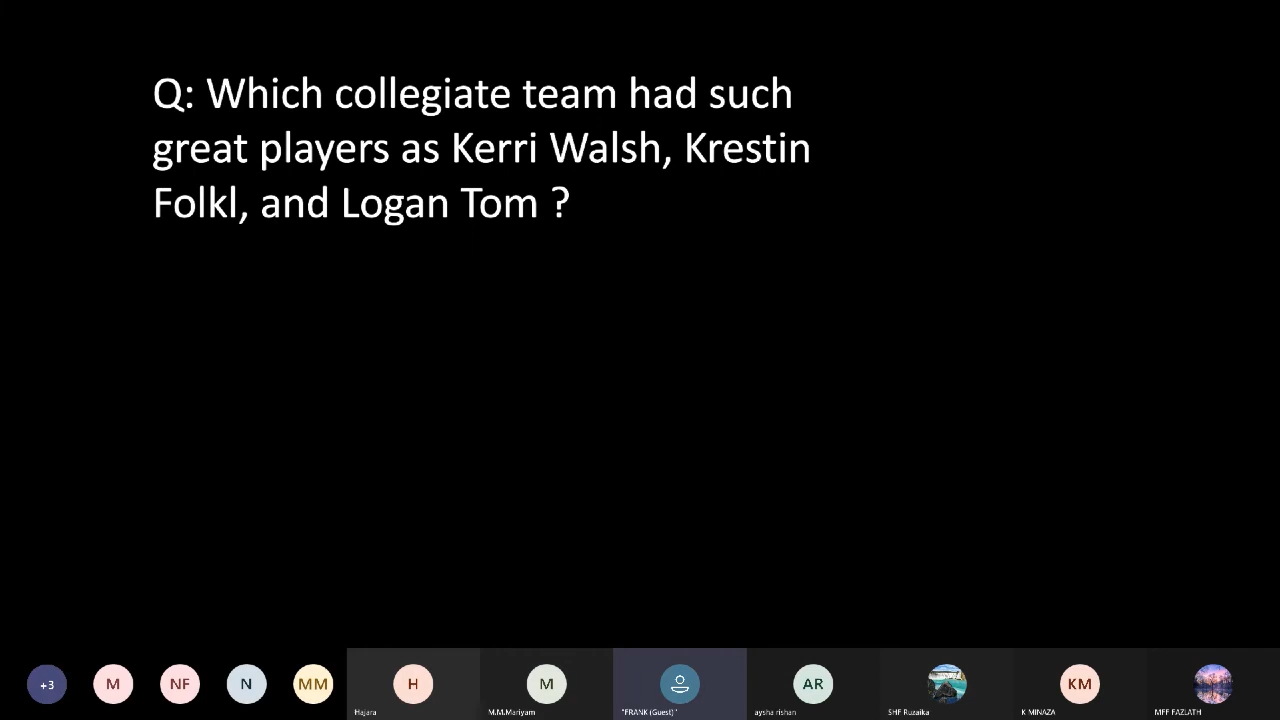 Q: Which collegiate team had such
great players as Kerri Walsh, Krestin
Folkl, and Logan Tom ?
+3
M
NF
N
MM
H
M
AR
KM
Hajara
M.M.Mariyam
"FRANK (Guest)"
aysha rishan
SHF Ruzaika
K MINAZA
MFF FAZLATH